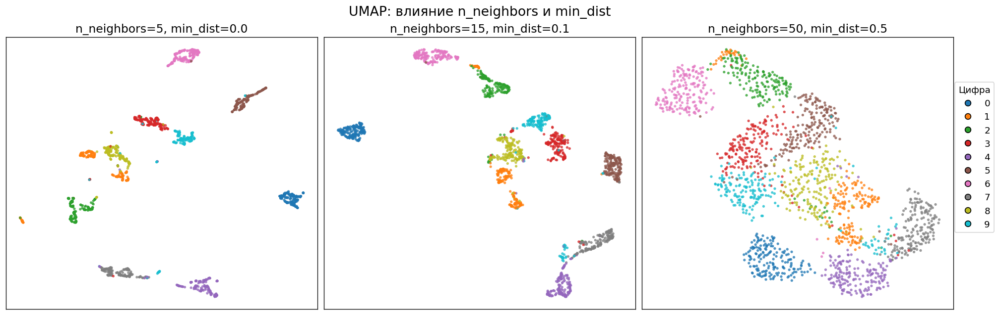 UMAP: влияние n_neighbors и min_dist
n_neighbors=5, min_dist=0.0
n_neighbors=15, min_dist=0.1
n_neighbors=50, min_dist=0.5
Цифра
0
1
2
3
4
5
6
7
8
9